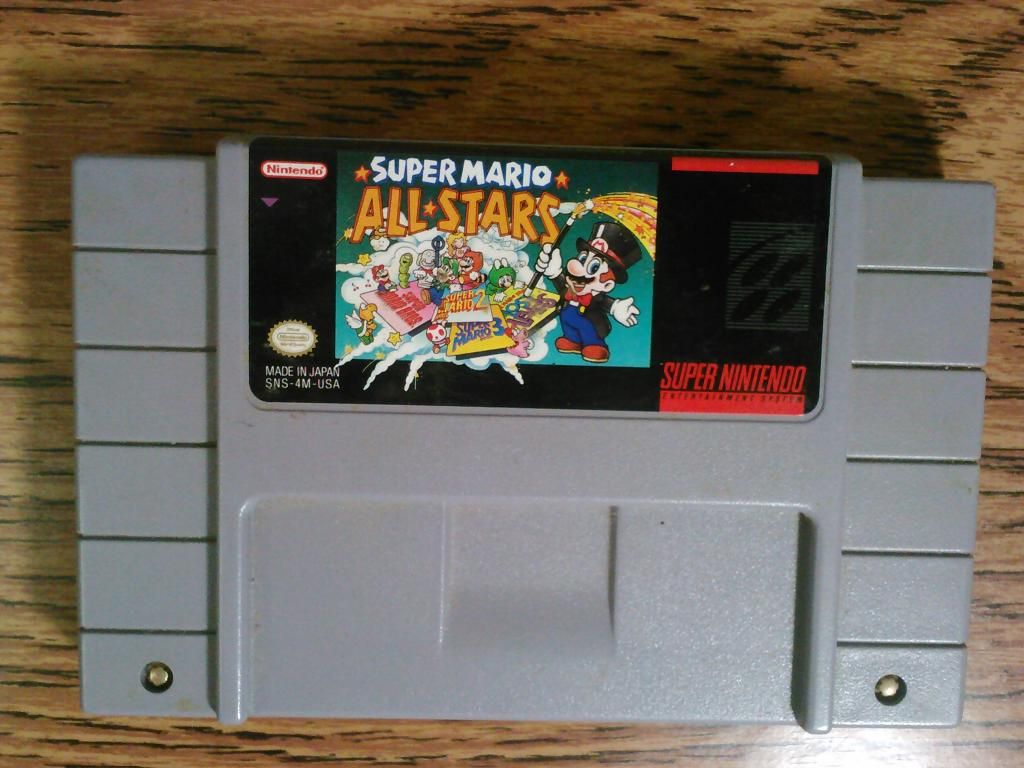 Nintendo
SUPER MARIO
ALL★STARS
SUPER
MARIO 2
SUPER
MARIO 3
MADE IN JAPAN
SNS-4M-USA
SUPER NINTENDO
ENTERTAINMENT SYSTEM